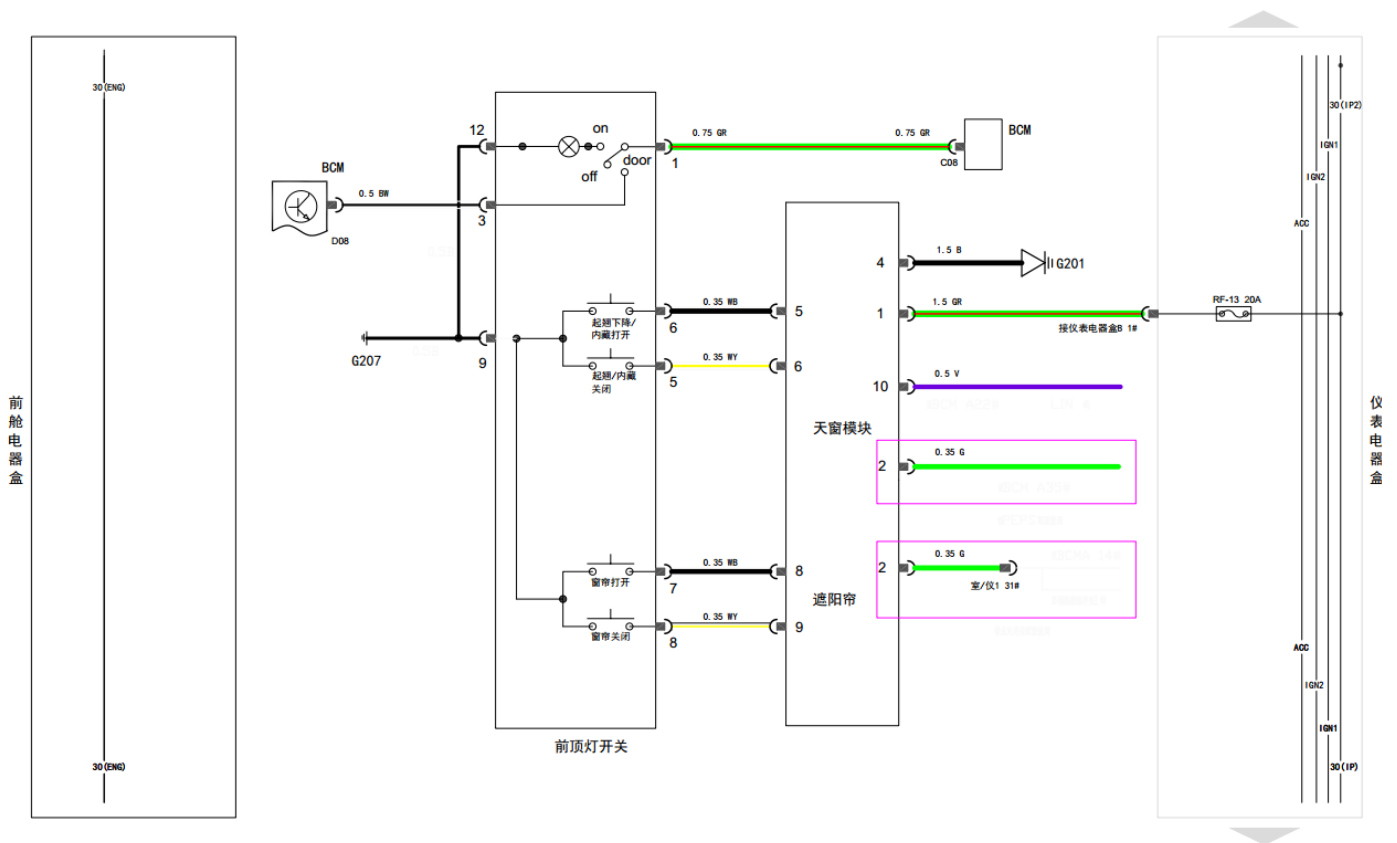 30(ENG)
30(IP2)
on
12
0.75 GR
0.75 GR
BCM
door
1
C08
IGN1
off
BCM
IGN2
0.5 BW
3
D08
ACC
1.5 B
4
G201
RF-13 20A
0.35 WB
1.5 GR
5
1
6
起翘下降/
内藏打开
接仪表电器盒B 1#
G207
9
0.35 WY
6
起翘/内藏
关闭
5
0.5 V
10
前舱电器盒
仪表电器盒
天窗模块
0.35 G
2
0.35 G
2
室/仪1 31#
0.35 WB
8
窗帘打开
7
遮阳帘
0.35 WY
9
窗帘关闭
8
ACC
IGN2
IGN1
前顶灯开关
30(ENG)
30(IP)